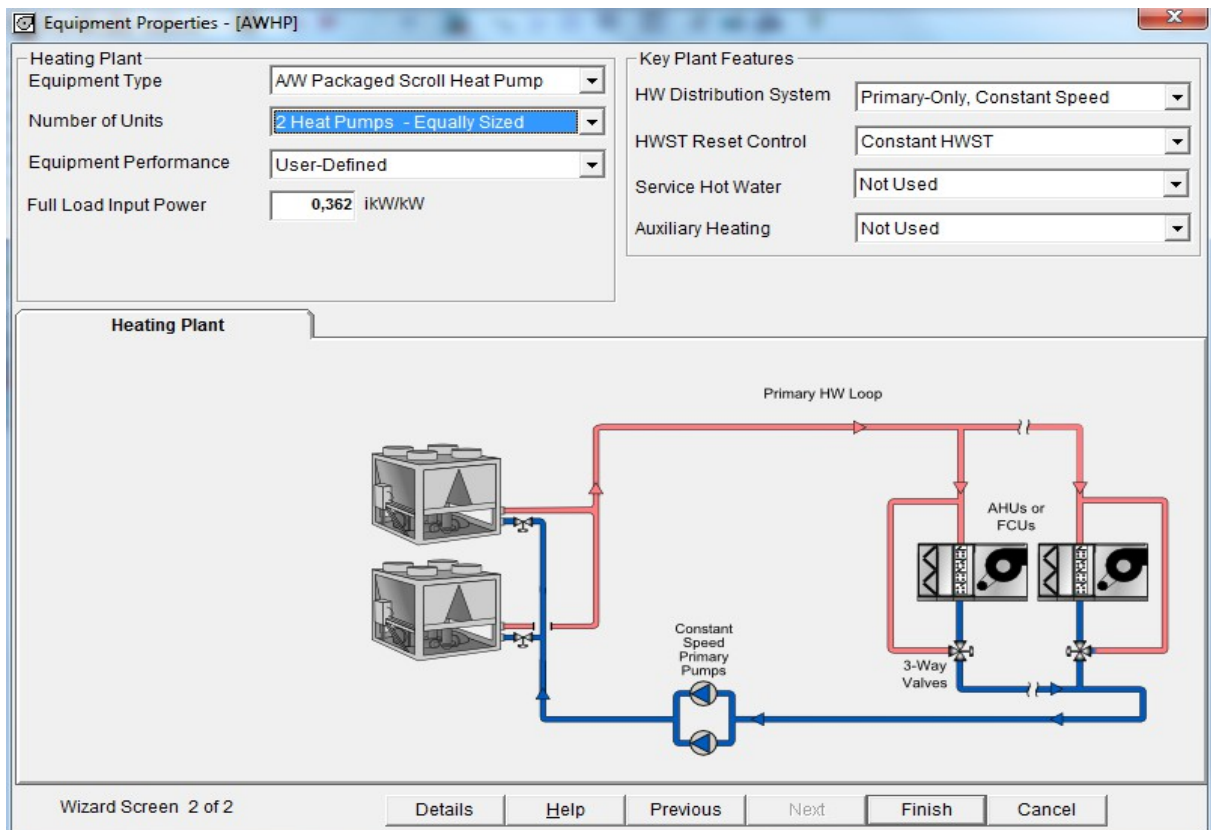 Equipment Properties - [AWHP]
Heating Plant
Equipment Type
A/W Packaged Scroll Heat Pump
Number of Units
2 Heat Pumps - Equally Sized
Equipment Performance
User-Defined
Full Load Input Power
0,362 ikW/kW
Key Plant Features
HW Distribution System
Primary-Only, Constant Speed
HWST Reset Control
Constant HWST
Service Hot Water
Not Used
Auxiliary Heating
Not Used
Heating Plant
Primary HW Loop
AHUs or
FCUs
Constant
Speed
Primary
Pumps
3-Way
Valves
Wizard Screen 2 of 2
Details
Help
Previous
Next
Finish
Cancel